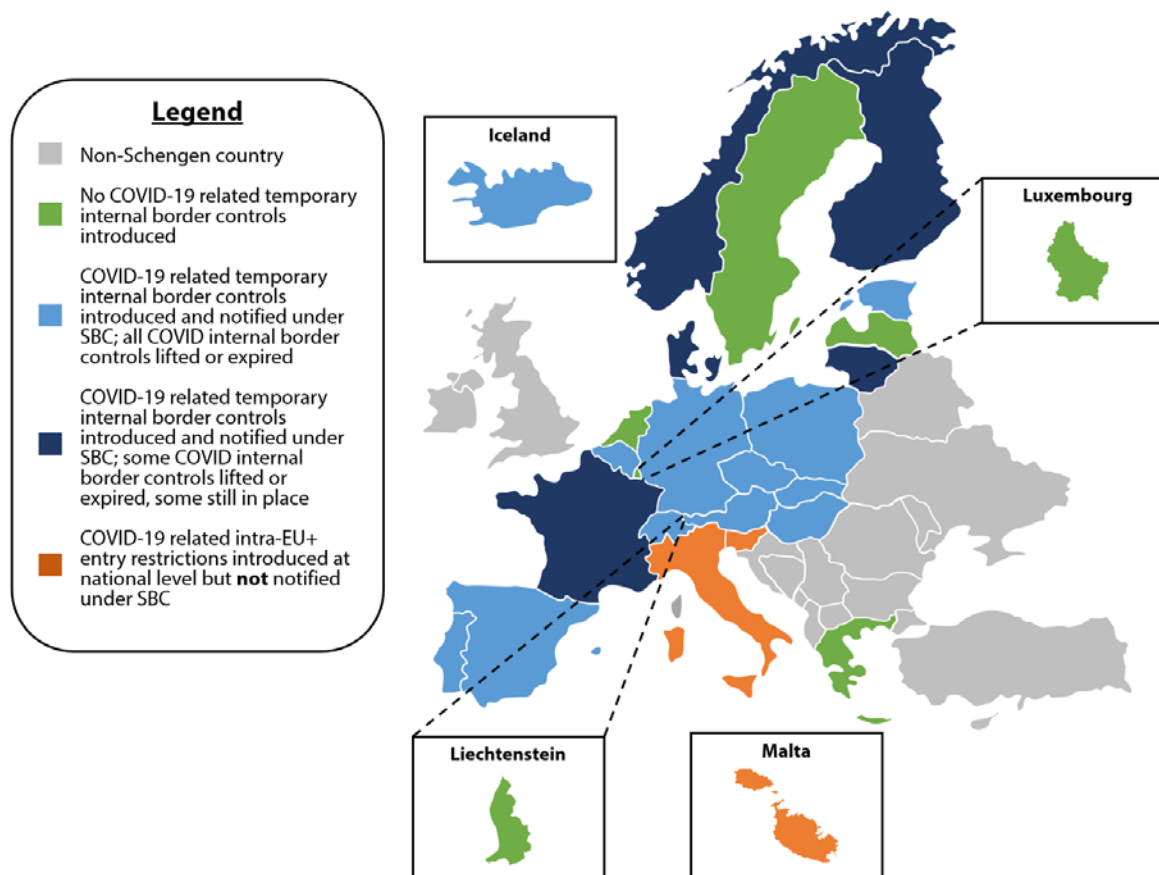 Legend
Non-Schengen country
No COVID-19 related temporary
internal border controls
introduced
COVID-19 related temporary
internal border controls
introduced and notified under
SBC; all COVID internal border
controls lifted or expired
COVID-19 related temporary
internal border controls
introduced and notified under
SBC; some COVID internal
border controls lifted or
expired, some still in place
COVID-19 related intra-EU+
entry restrictions introduced at
national level but not notified
under SBC
Iceland
Luxembourg
Liechtenstein
Malta